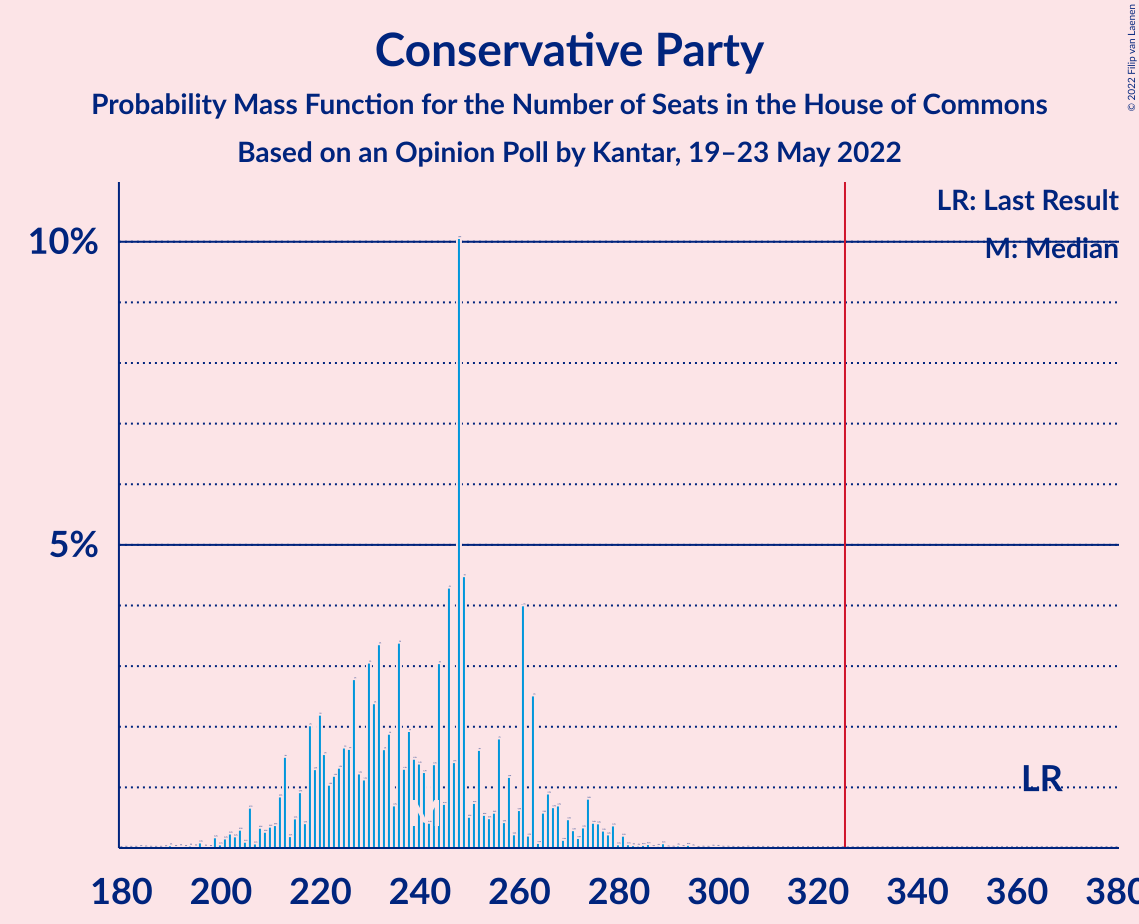 Conservative Party
Probability Mass Function for the Number of Seats in the House of Commons
Based on an Opinion Poll by Kantar, 19–23 May 2022
© 2022 Filip van Laenen
LR: Last Result
M: Median
10%
5%
LR
M
180 200 220 240 260 280 300 320 340 360 380